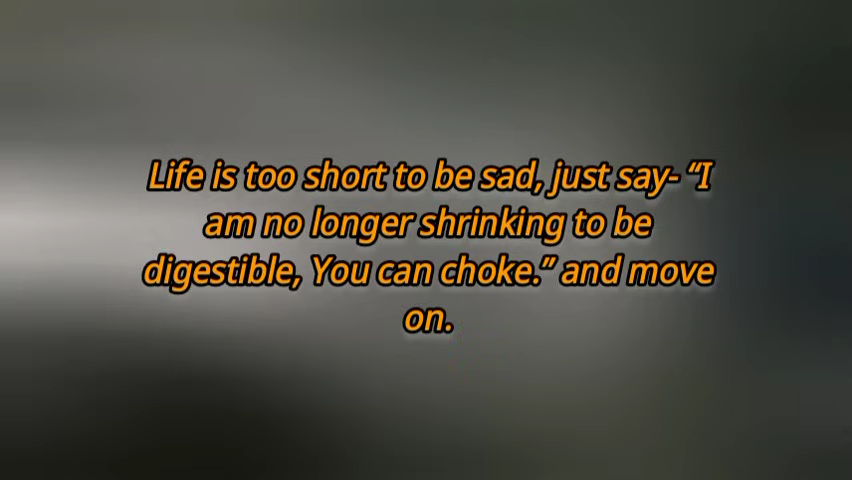 Life is too short to be sad, just say- “I
am no longer shrinking to be
digestible, You can choke.” and move
on.